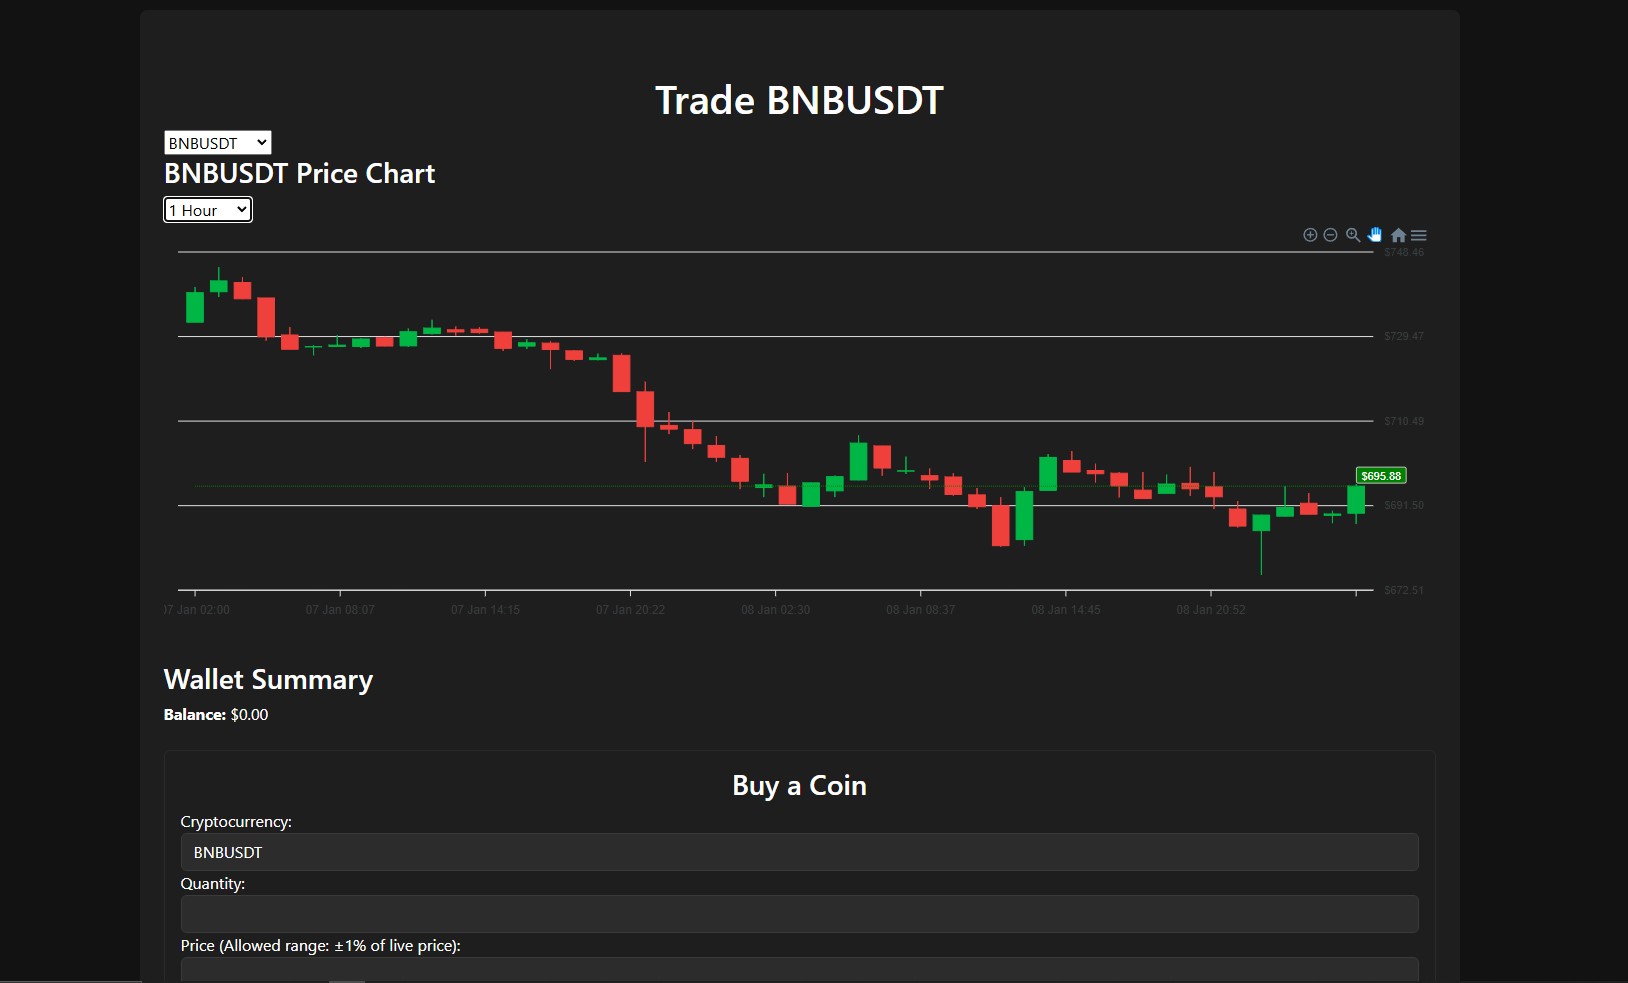 Trade BNBUSDT
BNBUSDT
BNBUSDT Price Chart
1 Hour
$748.46
$729.47
$710.49
$695.88
$691.50
$672.51
07 Jan 02:00 07 Jan 08:07 07 Jan 14:15 07 Jan 20:22 08 Jan 02:30 08 Jan 08:37 08 Jan 14:45 08 Jan 20:52
Wallet Summary
Balance: $0.00
Buy a Coin
Cryptocurrency:
BNBUSDT
Quantity:
Price (Allowed range: ±1% of live price):